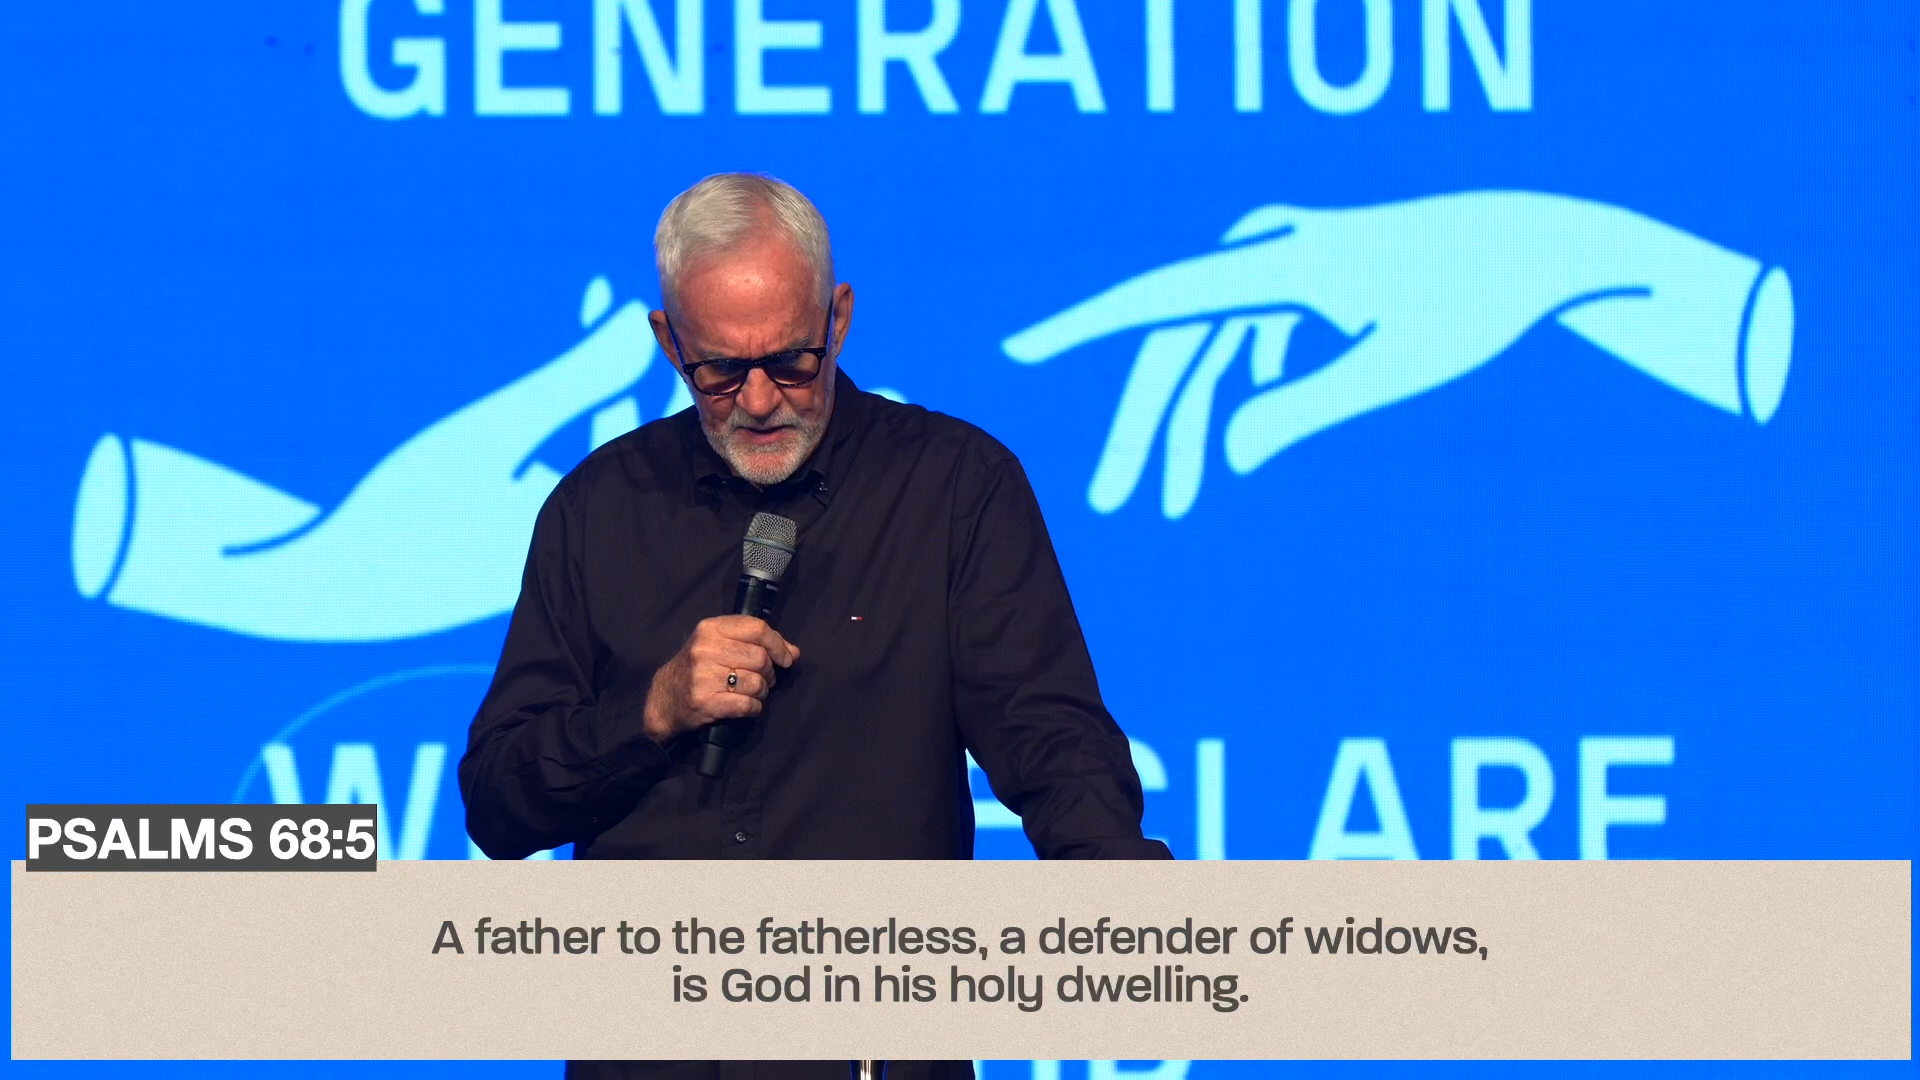 GENERATION
PSALMS 68:5
A father to the fatherless, a defender of widows,
is God in his holy dwelling.